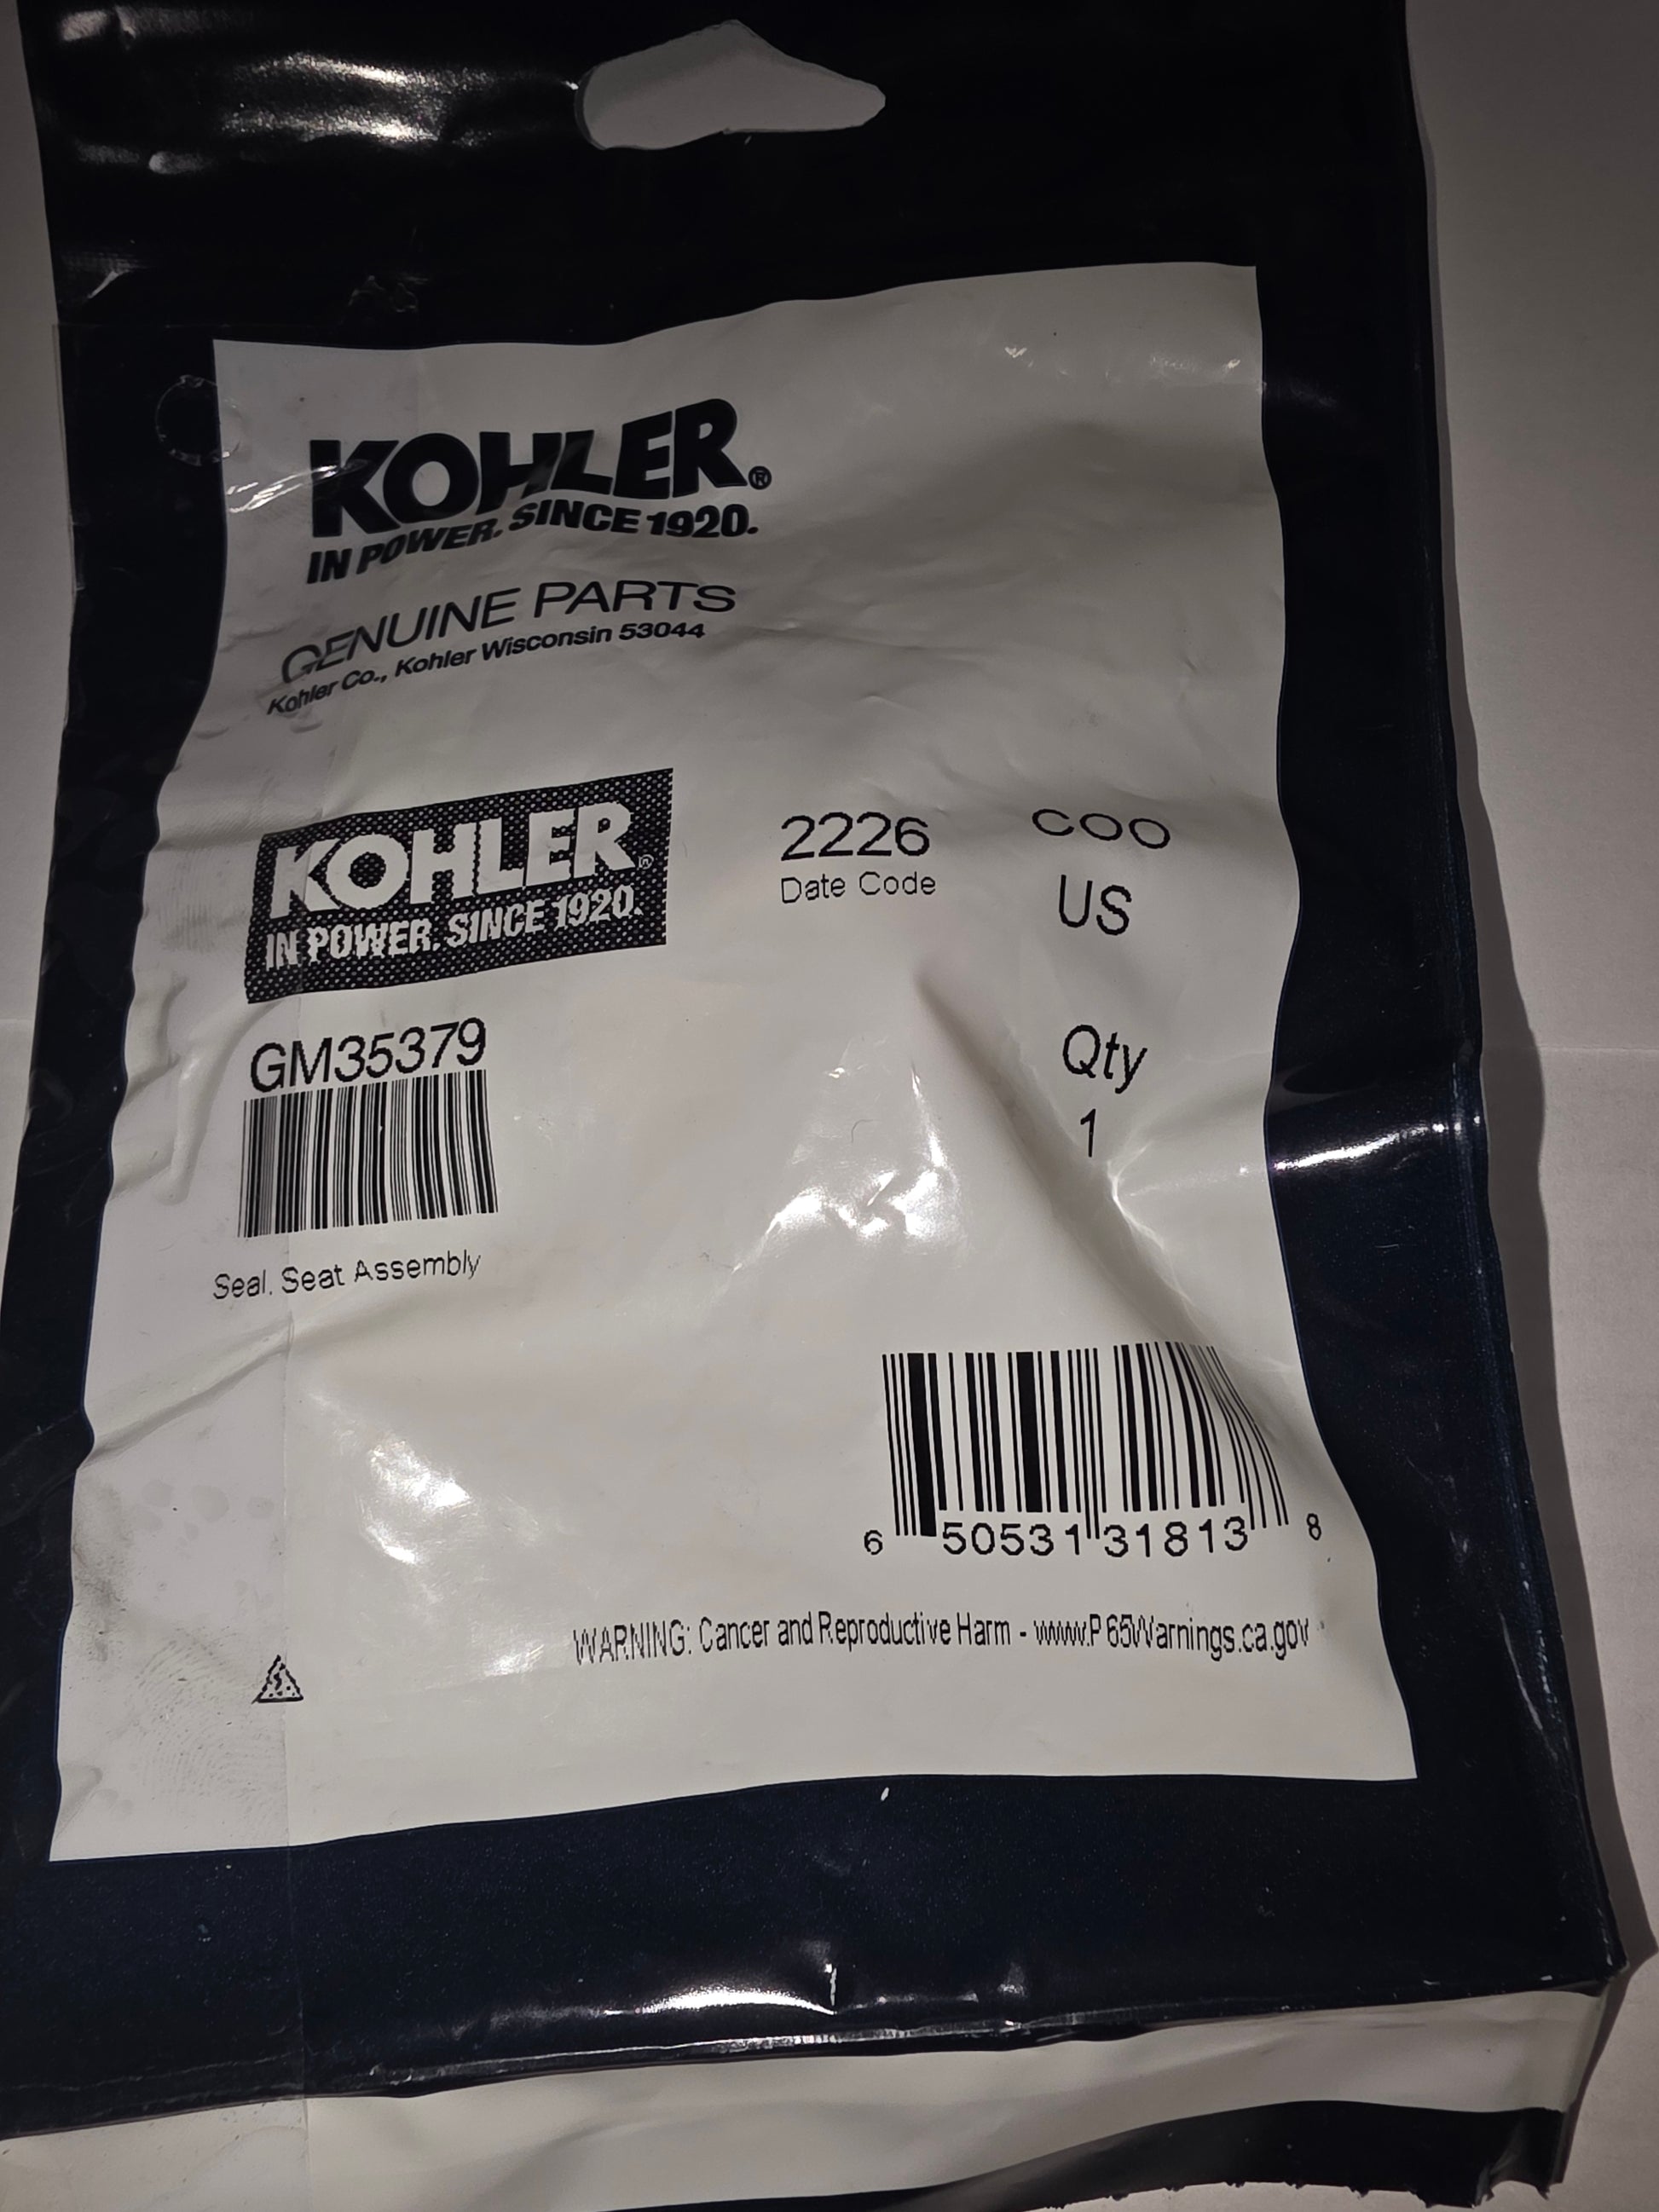 KOHLER®
IN POWER. SINCE 1920.
GENUINE PARTS
Kohler Co., Kohler Wisconsin 53044
KOHLER®
IN POWER. SINCE 1920.
2226
Date Code
COO
US
GM35379
Qty
1
Seal. Seat Assembly
6 50531 31813 8
WARNING: Cancer and Reproductive Harm - www.P65Warnings.ca.gov